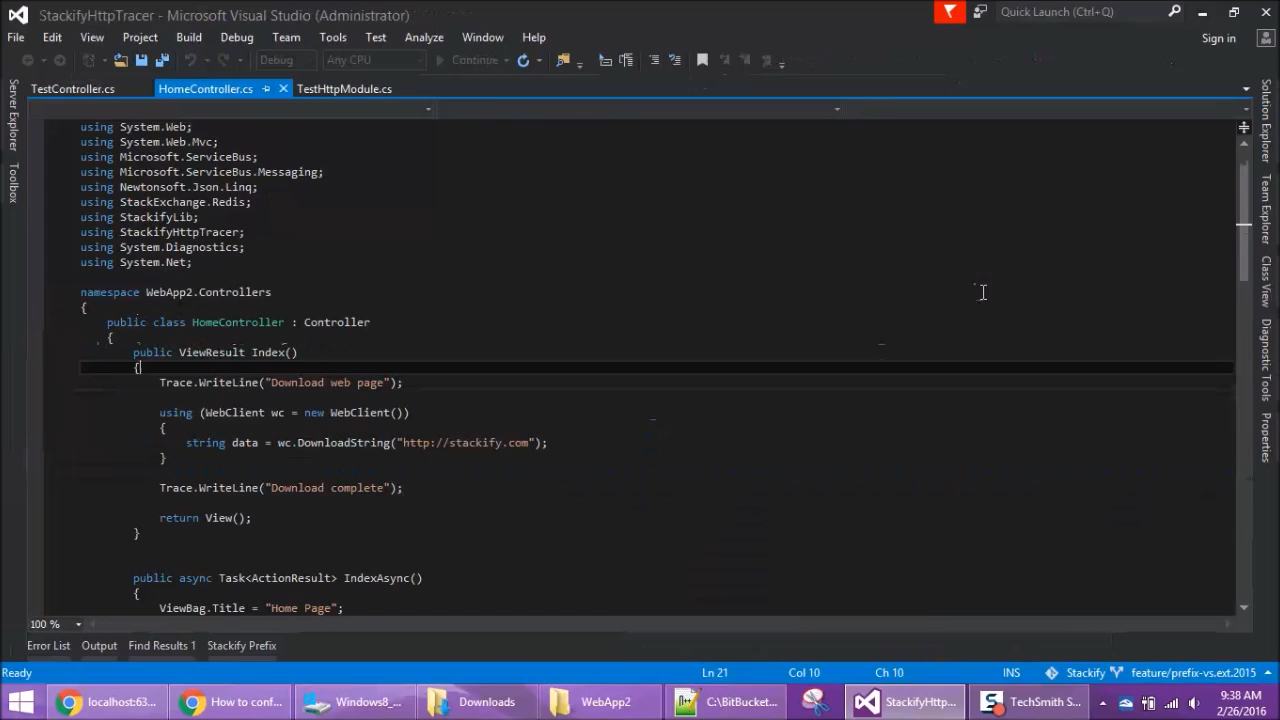 StackifyHttpTracer - Microsoft Visual Studio (Administrator)
Quick Launch (Ctrl+Q)
File Edit View Project Build Debug Team Tools Test Analyze Window Help
Sign in
Debug Any CPU Continue
TestController.cs HomeController.cs TestHttpModule.cs
Server Explorer
Toolbox
Solution Explorer
Team Explorer
Class View
Diagnostic Tools
Properties
using System.Web;
using System.Web.Mvc;
using Microsoft.ServiceBus;
using Microsoft.ServiceBus.Messaging;
using Newtonsoft.Json.Linq;
using StackExchange.Redis;
using StackifyLib;
using StackifyHttpTracer;
using System.Diagnostics;
using System.Net;
namespace WebApp2.Controllers
{
public class HomeController : Controller
{
public ViewResult Index()
{
Trace.WriteLine("Download web page");
using (WebClient wc = new WebClient())
{
string data = wc.DownloadString("http://stackify.com");
}
Trace.WriteLine("Download complete");
return View();
}
public async Task<ActionResult> IndexAsync()
{
ViewBag.Title = "Home Page";
100 %
Error List Output Find Results 1 Stackify Prefix
Ready Ln 21 Col 10 Ch 10 INS Stackify feature/prefix-vs.ext.2015
localhost:63... How to conf... Windows8_... Downloads WebApp2 C:\BitBucket... StackifyHttp... TechSmith S...
9:38 AM
2/26/2016